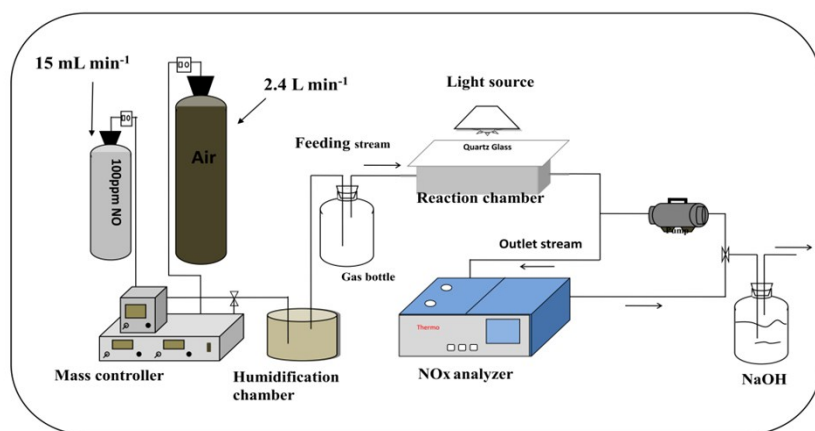 15 mL min⁻¹
2.4 L min⁻¹
Light source
Air
100ppm NO
Feeding stream
Quartz Glass
Reaction chamber
Pump
Outlet stream
Gas bottle
Thermo
Mass controller
Humidification
chamber
NOx analyzer
NaOH